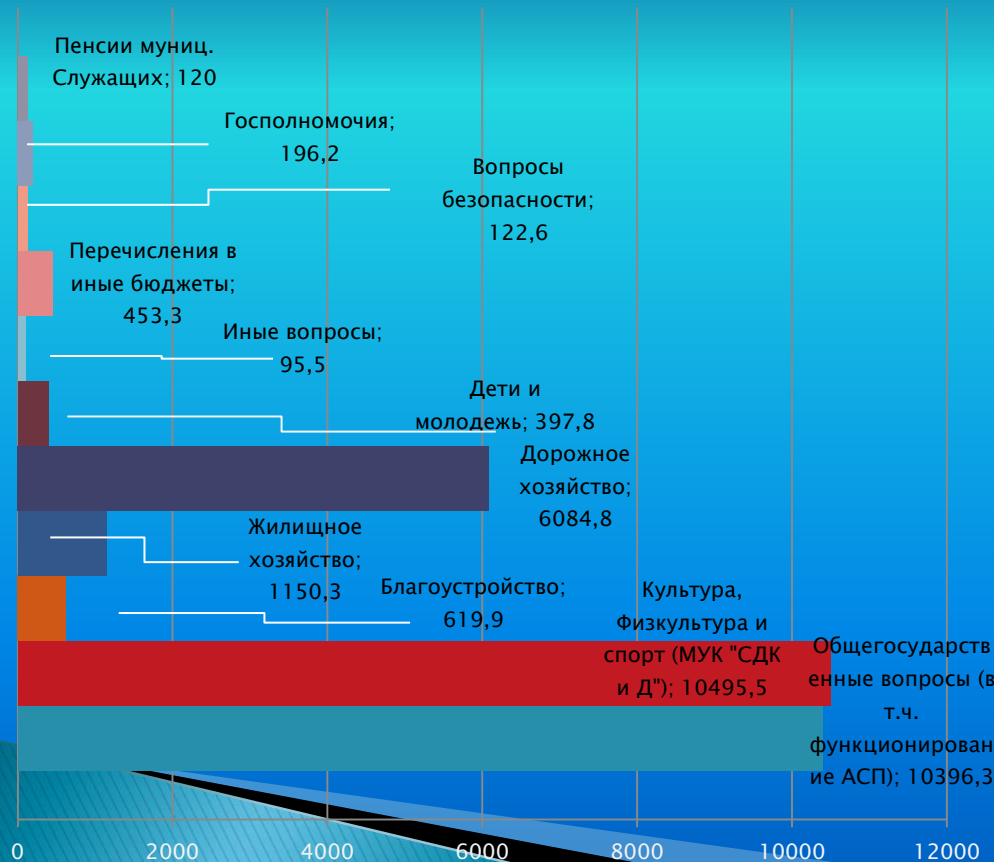 Пенсии муниц.
Служащих; 120
Госполномочия;
196,2
Вопросы
безопасности;
122,6
Перечисления в
иные бюджеты;
453,3
Иные вопросы;
95,5
Дети и
молодежь; 397,8
Дорожное
хозяйство;
6084,8
Жилищное
хозяйство;
1150,3
Благоустройство;
619,9
Культура,
Физкультура и
спорт (МУК "СДК
и Д"); 10495,5
Общегосударств
енные вопросы (в
т.ч.
функционирован
ие АСП); 10396,3
0 2000 4000 6000 8000 10000 12000